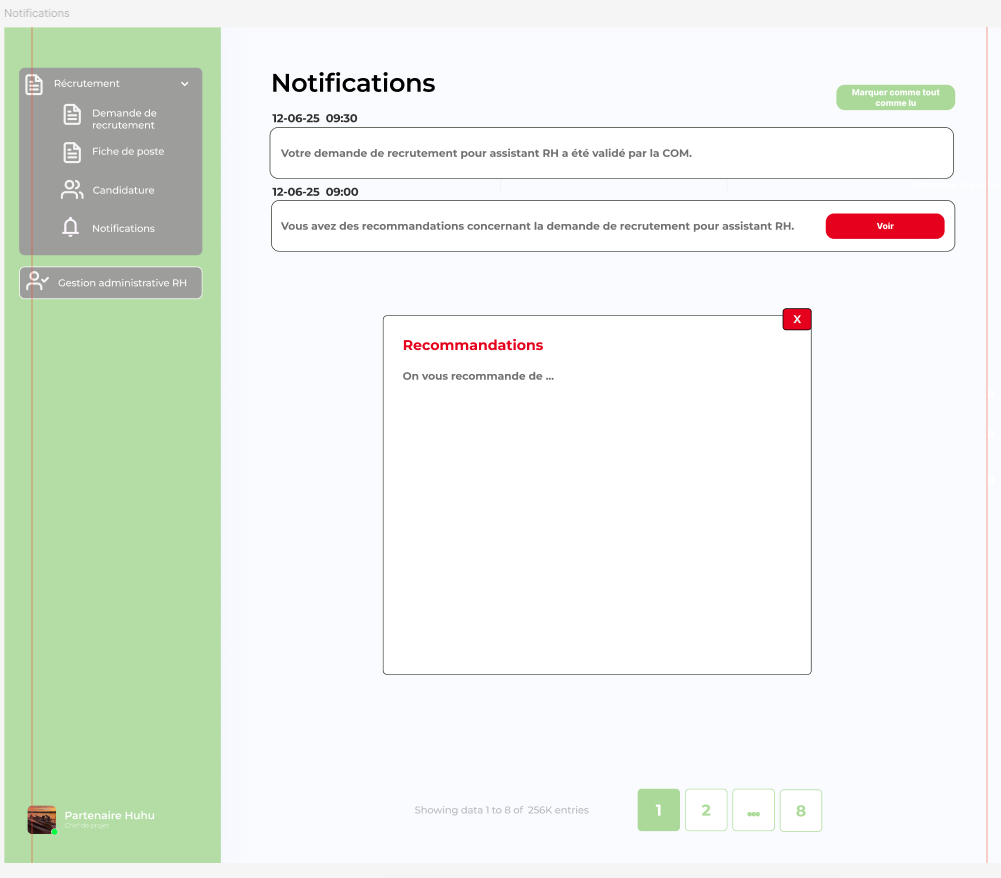 Notifications
Récrutement
Demande de
recrutement
Fiche de poste
Candidature
Notifications
Gestion administrative RH
Partenaire Huhu
Chef de projet
Notifications
Marquer comme tout
comme lu
12-06-25 09:30
Votre demande de recrutement pour assistant RH a été validé par la COM.
12-06-25 09:00
Vous avez des recommandations concernant la demande de recrutement pour assistant RH.
Voir
X
Recommandations
On vous recommande de ...
Showing data 1 to 8 of 256K entries
1
2
...
8